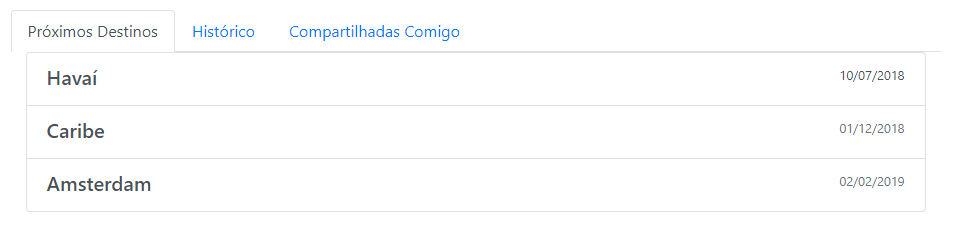 Próximos Destinos Histórico Compartilhadas Comigo
Havaí 10/07/2018
Caribe 01/12/2018
Amsterdam 02/02/2019